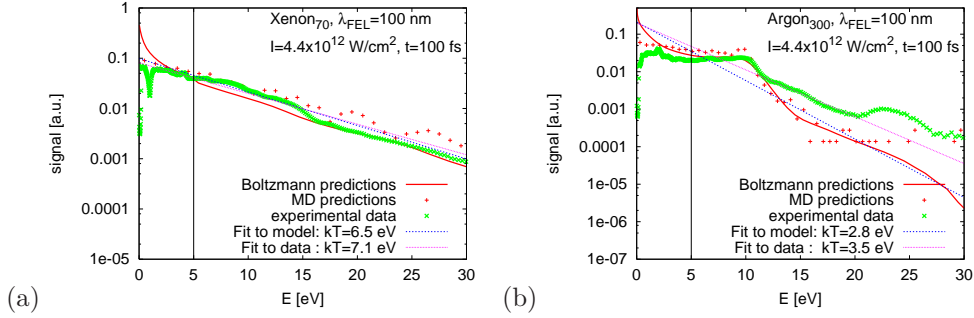 Xenon70, λFEL=100 nm
I=4.4x10^12 W/cm^2, t=100 fs
1
0.1
0.01
0.001
0.0001
1e-05
signal [a.u.]
Boltzmann predictions
MD predictions
experimental data
Fit to model: kT=6.5 eV
Fit to data : kT=7.1 eV
0 5 10 15 20 25 30
E [eV]
(a)
Argon300, λFEL=100 nm
I=4.4x10^12 W/cm^2, t=100 fs
1
0.1
0.01
0.001
0.0001
1e-05
1e-06
1e-07
signal [a.u.]
Boltzmann predictions
MD predictions
experimental data
Fit to model: kT=2.8 eV
Fit to data : kT=3.5 eV
0 5 10 15 20 25 30
E [eV]
(b)